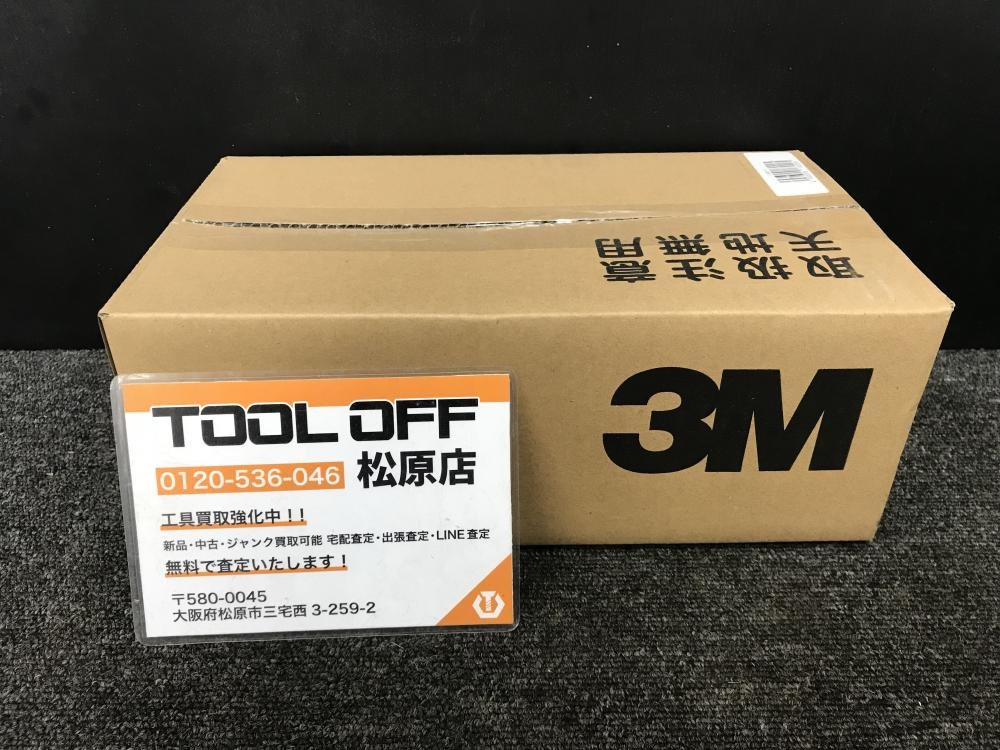 取扱注意
天地無用
3M
TOOL OFF
0120-536-046 松原店
工具買取強化中！！
新品・中古・ジャンク買取可能 宅配査定・出張査定・LINE査定
無料で査定いたします！
〒580-0045
大阪府松原市三宅西 3-259-2